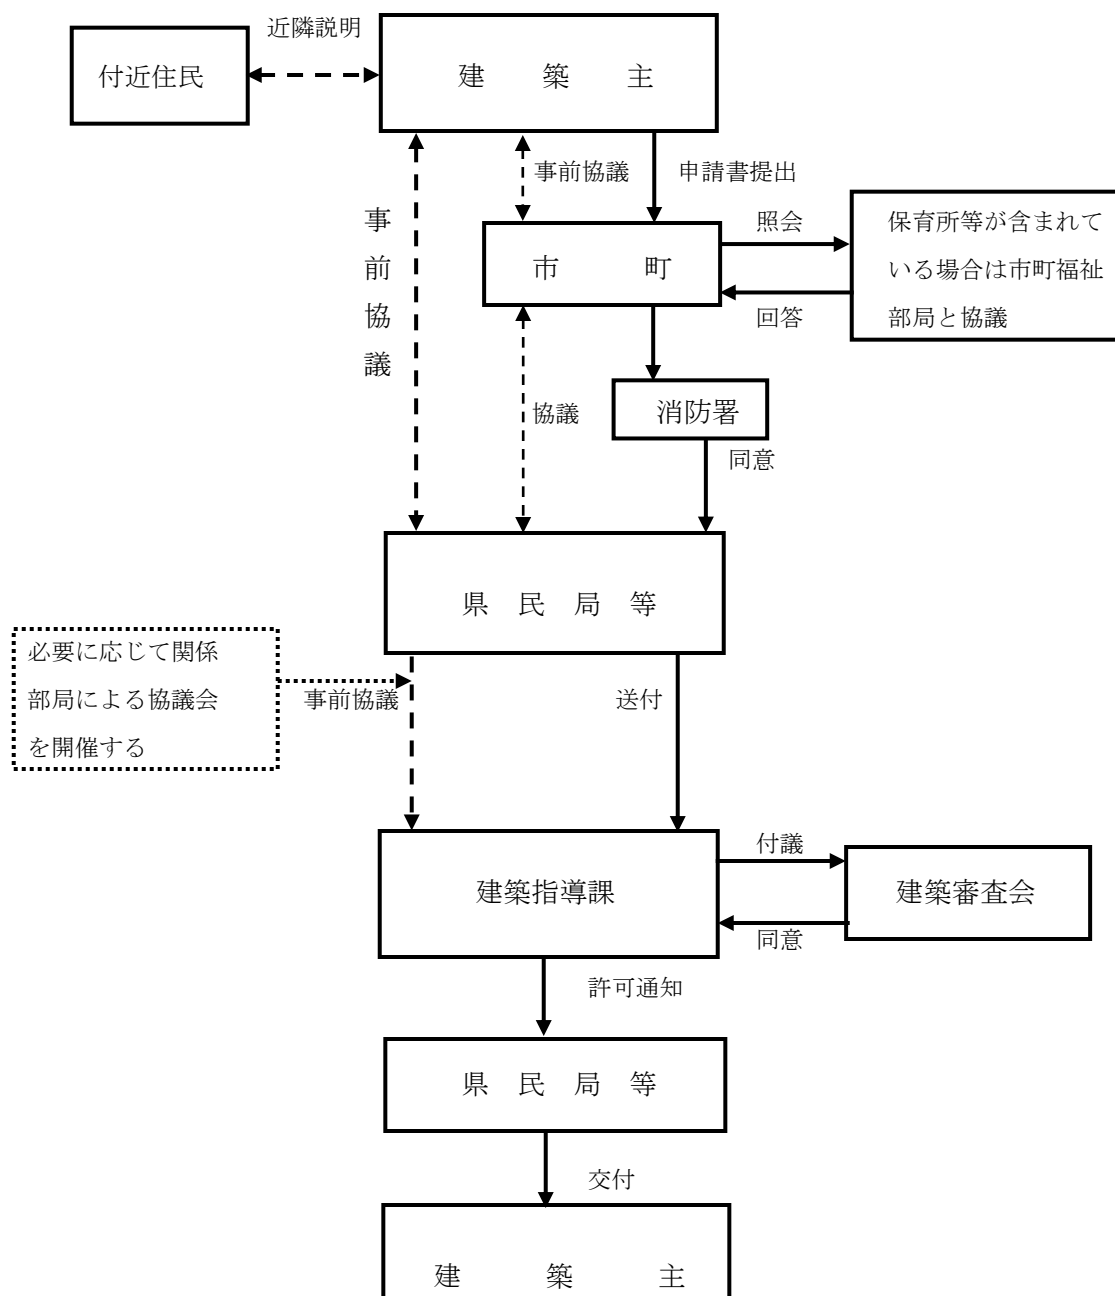 近隣説明
付近住民
建　築　主
事前協議
申請書提出
事前協議
照会
保育所等が含まれて
いる場合は市町福祉
部局と協議
市　町
回答
消防署
協議
同意
県 民 局 等
必要に応じて関係
部局による協議会
を開催する
事前協議
送付
付議
建築指導課
建築審査会
同意
許可通知
県 民 局 等
交付
建　築　主